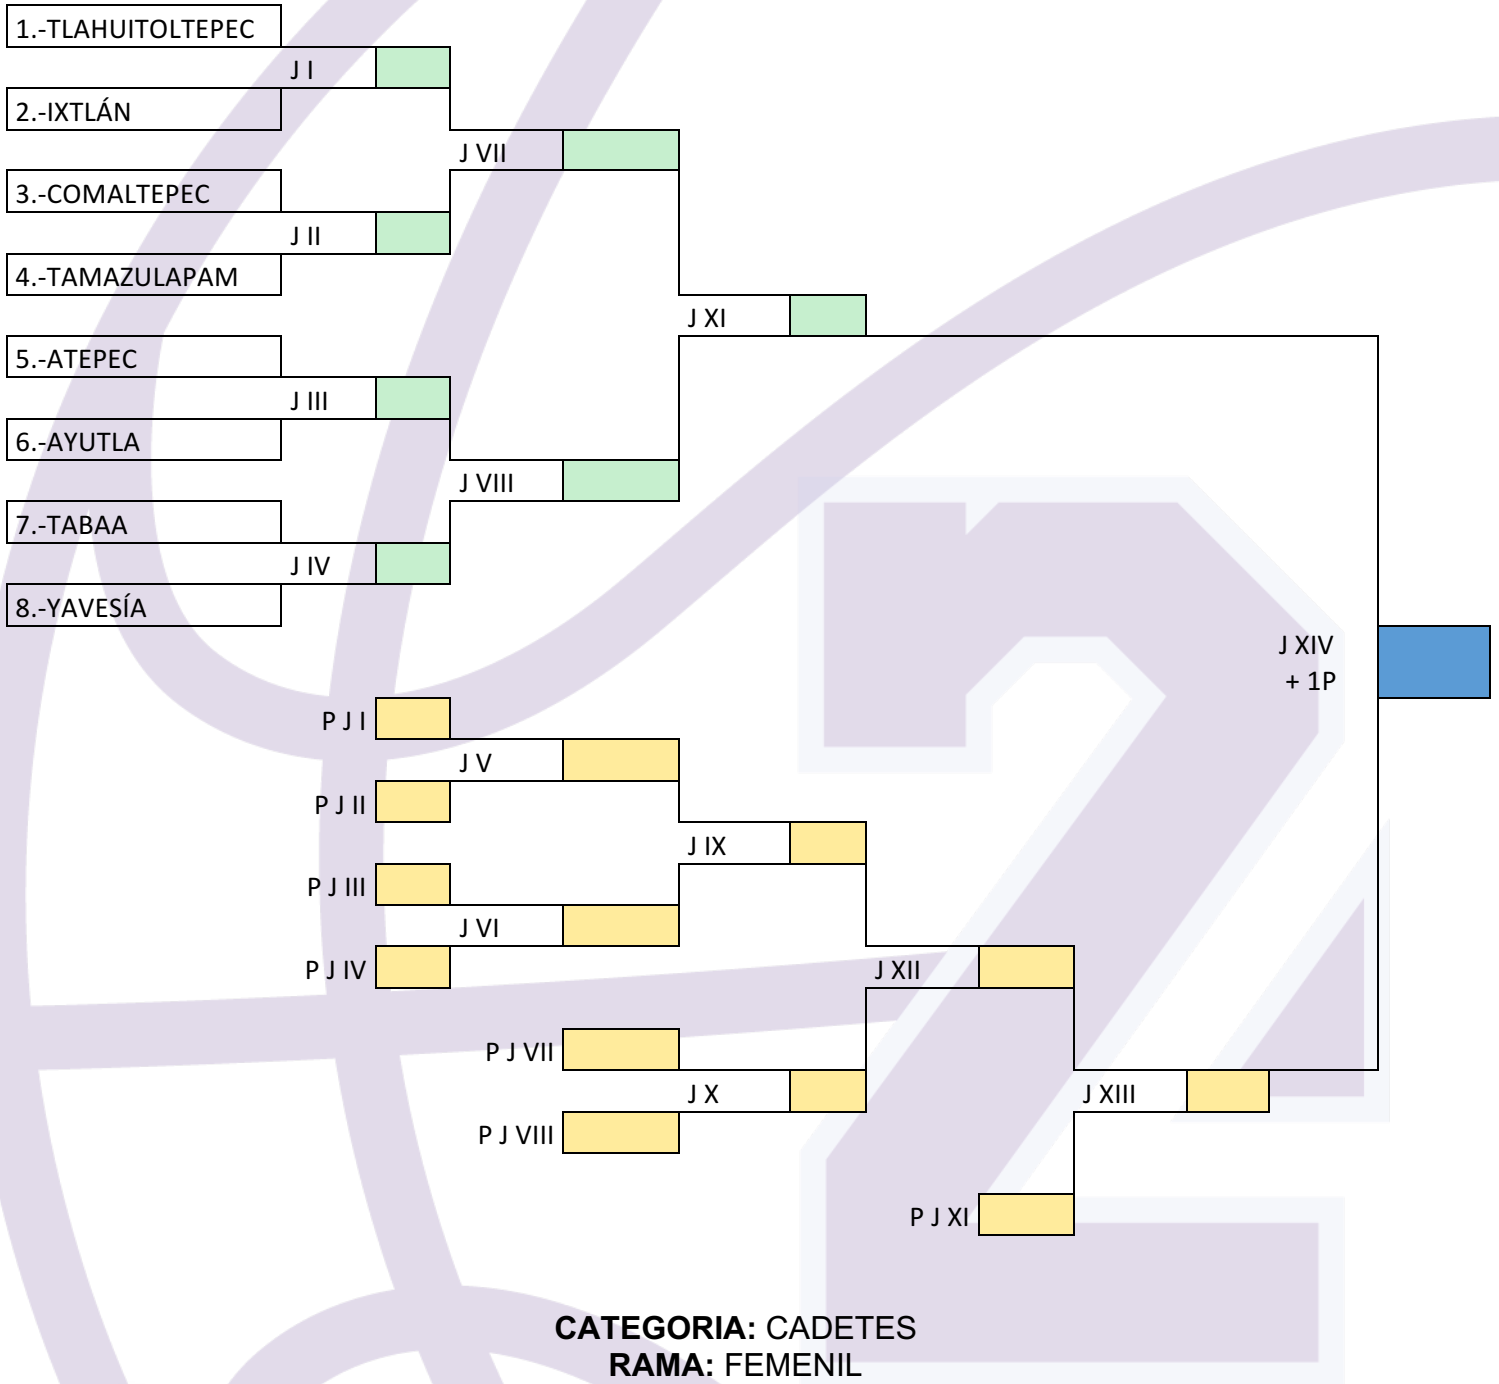 1.-TLAHUITOLTEPEC
J I
2.-IXTLÁN
J VII
3.-COMALTEPEC
J II
4.-TAMAZULAPAM
J XI
5.-ATEPEC
J III
6.-AYUTLA
J VIII
7.-TABAA
J IV
8.-YAVESÍA
J XIV
+ 1P
P J I
J V
P J II
J IX
P J III
J VI
P J IV
J XII
P J VII
J X
J XIII
P J VIII
P J XI
CATEGORIA: CADETES
RAMA: FEMENIL
2